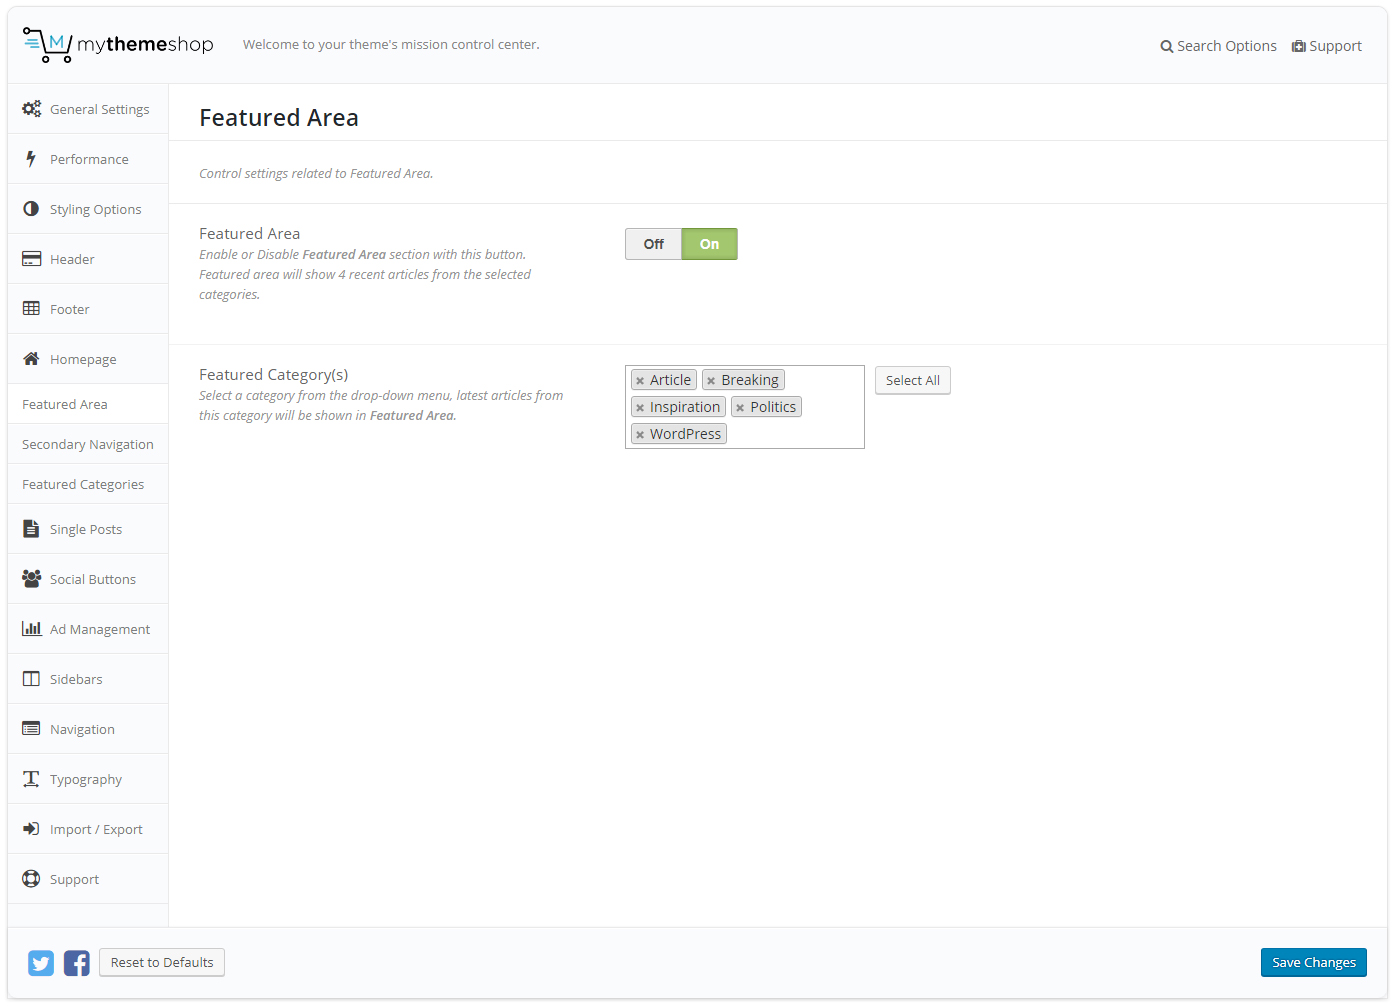 M mythemeshop
Welcome to your theme's mission control center.
Search Options
Support
General Settings
Performance
Styling Options
Header
Footer
Homepage
Featured Area
Secondary Navigation
Featured Categories
Single Posts
Social Buttons
Ad Management
Sidebars
Navigation
Typography
Import / Export
Support
Featured Area
Control settings related to Featured Area.
Featured Area
Enable or Disable Featured Area section with this button.
Featured area will show 4 recent articles from the selected
categories.
Off On
Featured Category(s)
Select a category from the drop-down menu, latest articles from
this category will be shown in Featured Area.
× Article × Breaking
× Inspiration × Politics
× WordPress
Select All
Reset to Defaults
Save Changes